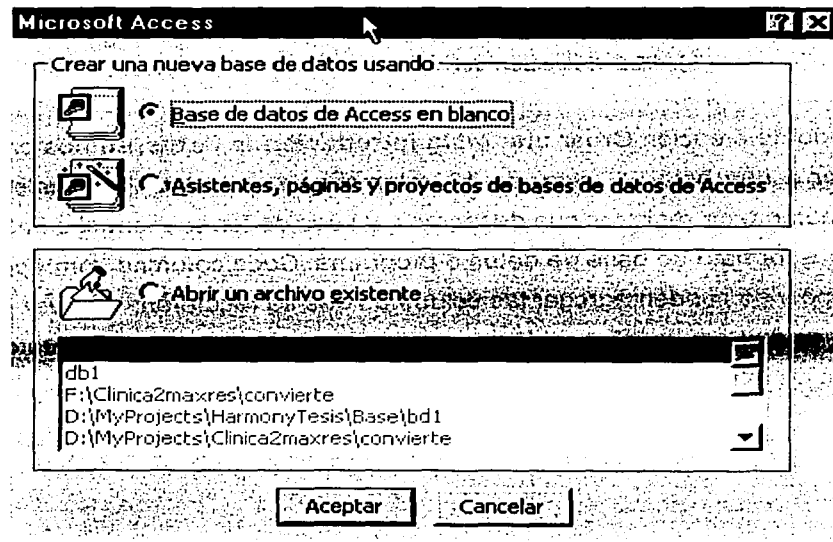 Microsoft Access
Crear una nueva base de datos usando
Base de datos de Access en blanco
Asistentes, páginas y proyectos de bases de datos de Access
Abrir un archivo existente
db1
F:\Clinica2maxres\convierte
D:\MyProjects\HarmonyTesis\Base\bd1
D:\MyProjects\Clinica2maxres\convierte
Aceptar Cancelar